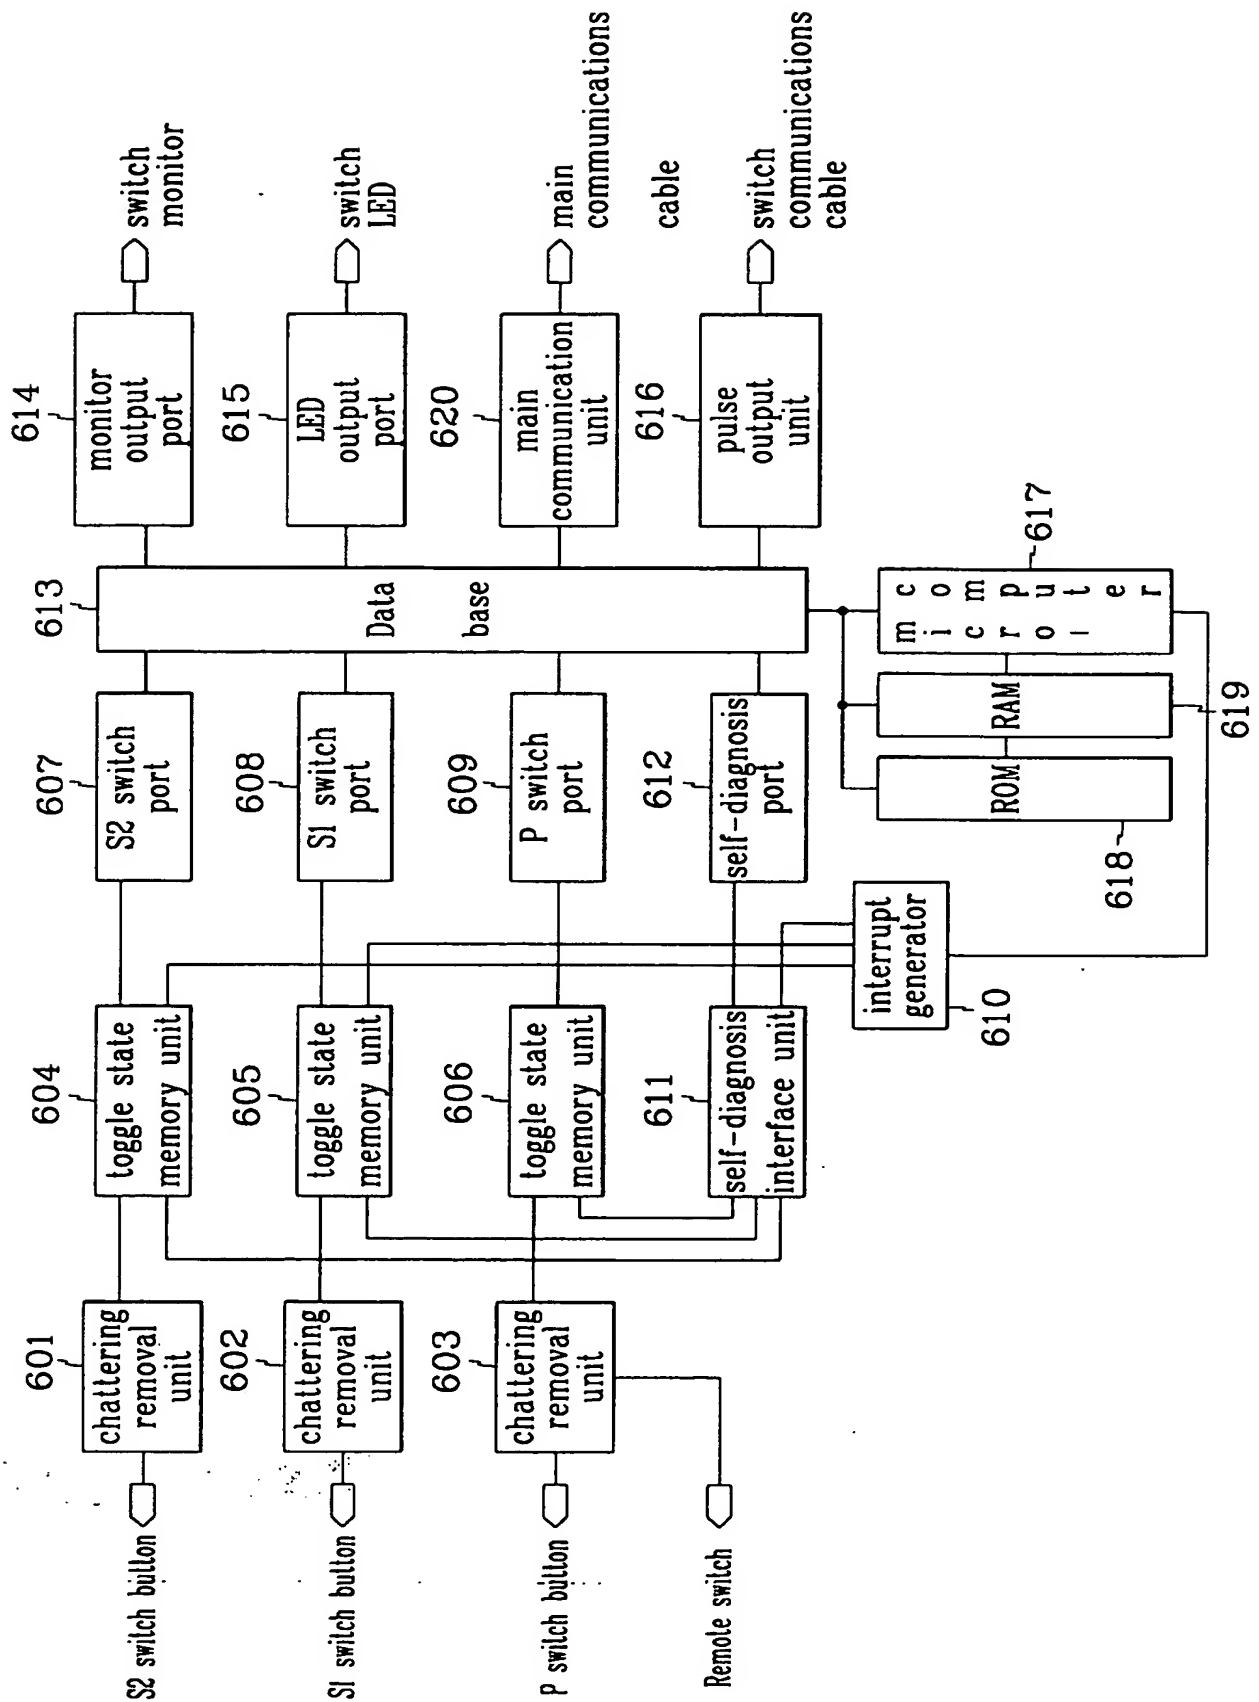 S2 switch button
S1 switch button
P switch button
Remote switch
601
chattering
removal
unit
602
chattering
removal
unit
603
chattering
removal
unit
604
toggle state
memory unit
605
toggle state
memory unit
606
toggle state
memory unit
611
self-diagnosis
interface unit
interrupt
generator
610
607
S2 switch
port
608
S1 switch
port
609
P switch
port
612
self-diagnosis
port
613
Data
base
ROM
618
RAM
619
micro
computer
617
614
monitor
output
port
615
LED
output
port
620
main
communication
unit
616
pulse
output
unit
switch
monitor
switch
LED
main
communications
cable
switch
communications
cable